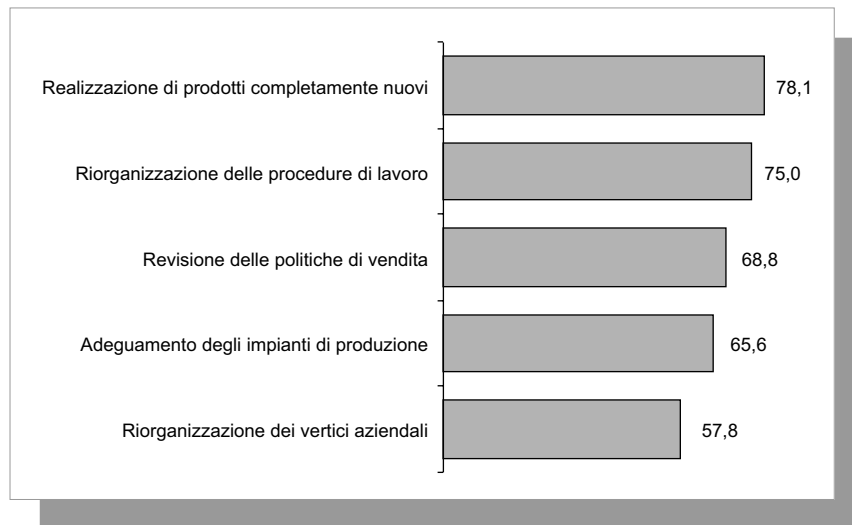 Realizzazione di prodotti completamente nuovi 78,1
Riorganizzazione delle procedure di lavoro 75,0
Revisione delle politiche di vendita 68,8
Adeguamento degli impianti di produzione 65,6
Riorganizzazione dei vertici aziendali 57,8